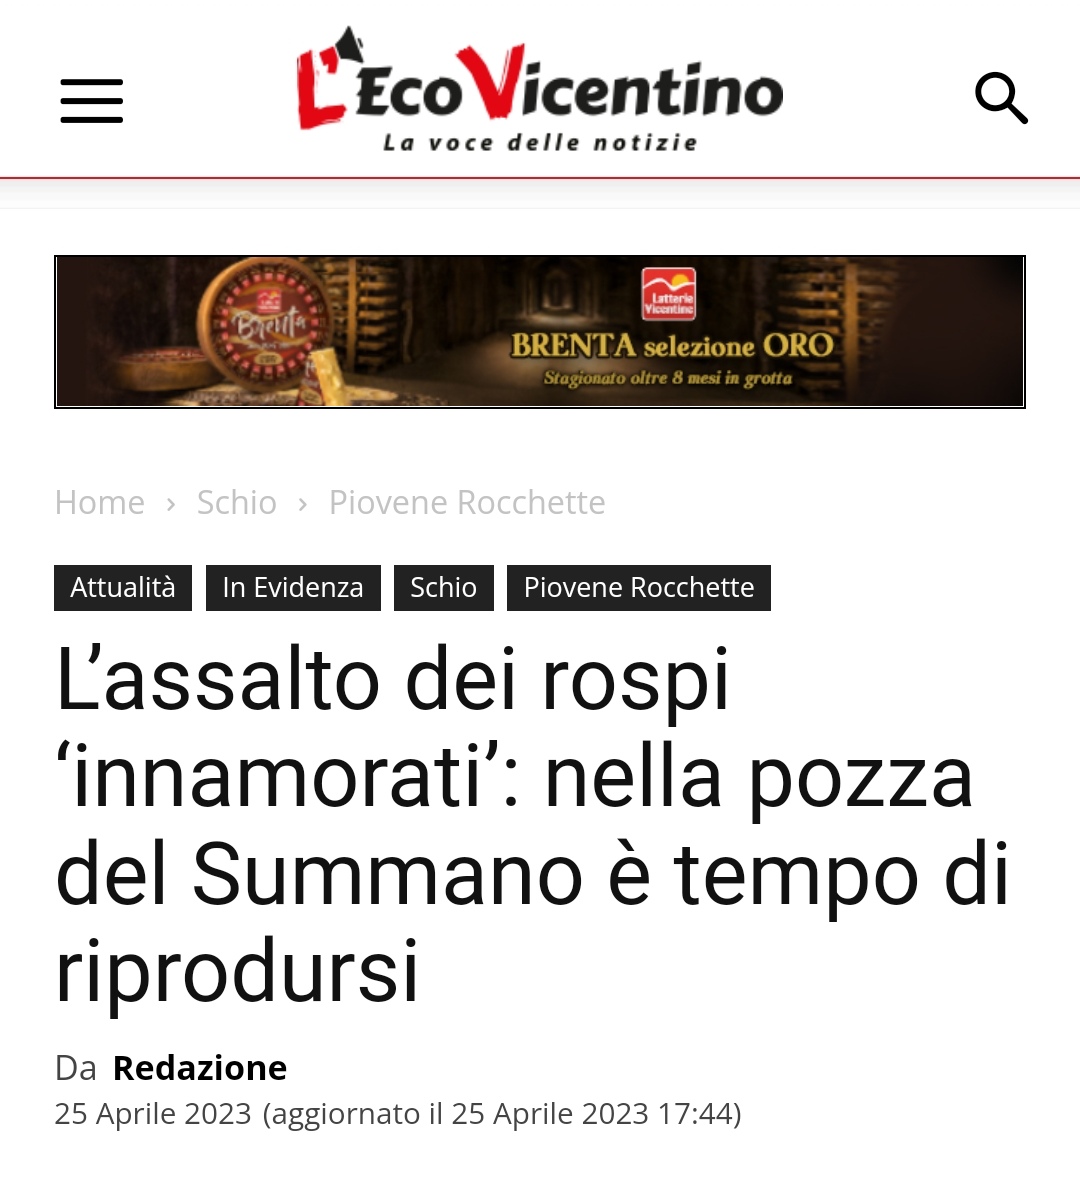 L'EcoVicentino
La voce delle notizie
Brenta
Latterie
Vicentine
BRENTA selezione ORO
Stagionato oltre 8 mesi in grotta
Home › Schio › Piovene Rocchette
Attualità In Evidenza Schio Piovene Rocchette
L’assalto dei rospi
‘innamorati’: nella pozza
del Summano è tempo di
riprodursi
Da Redazione
25 Aprile 2023 (aggiornato il 25 Aprile 2023 17:44)